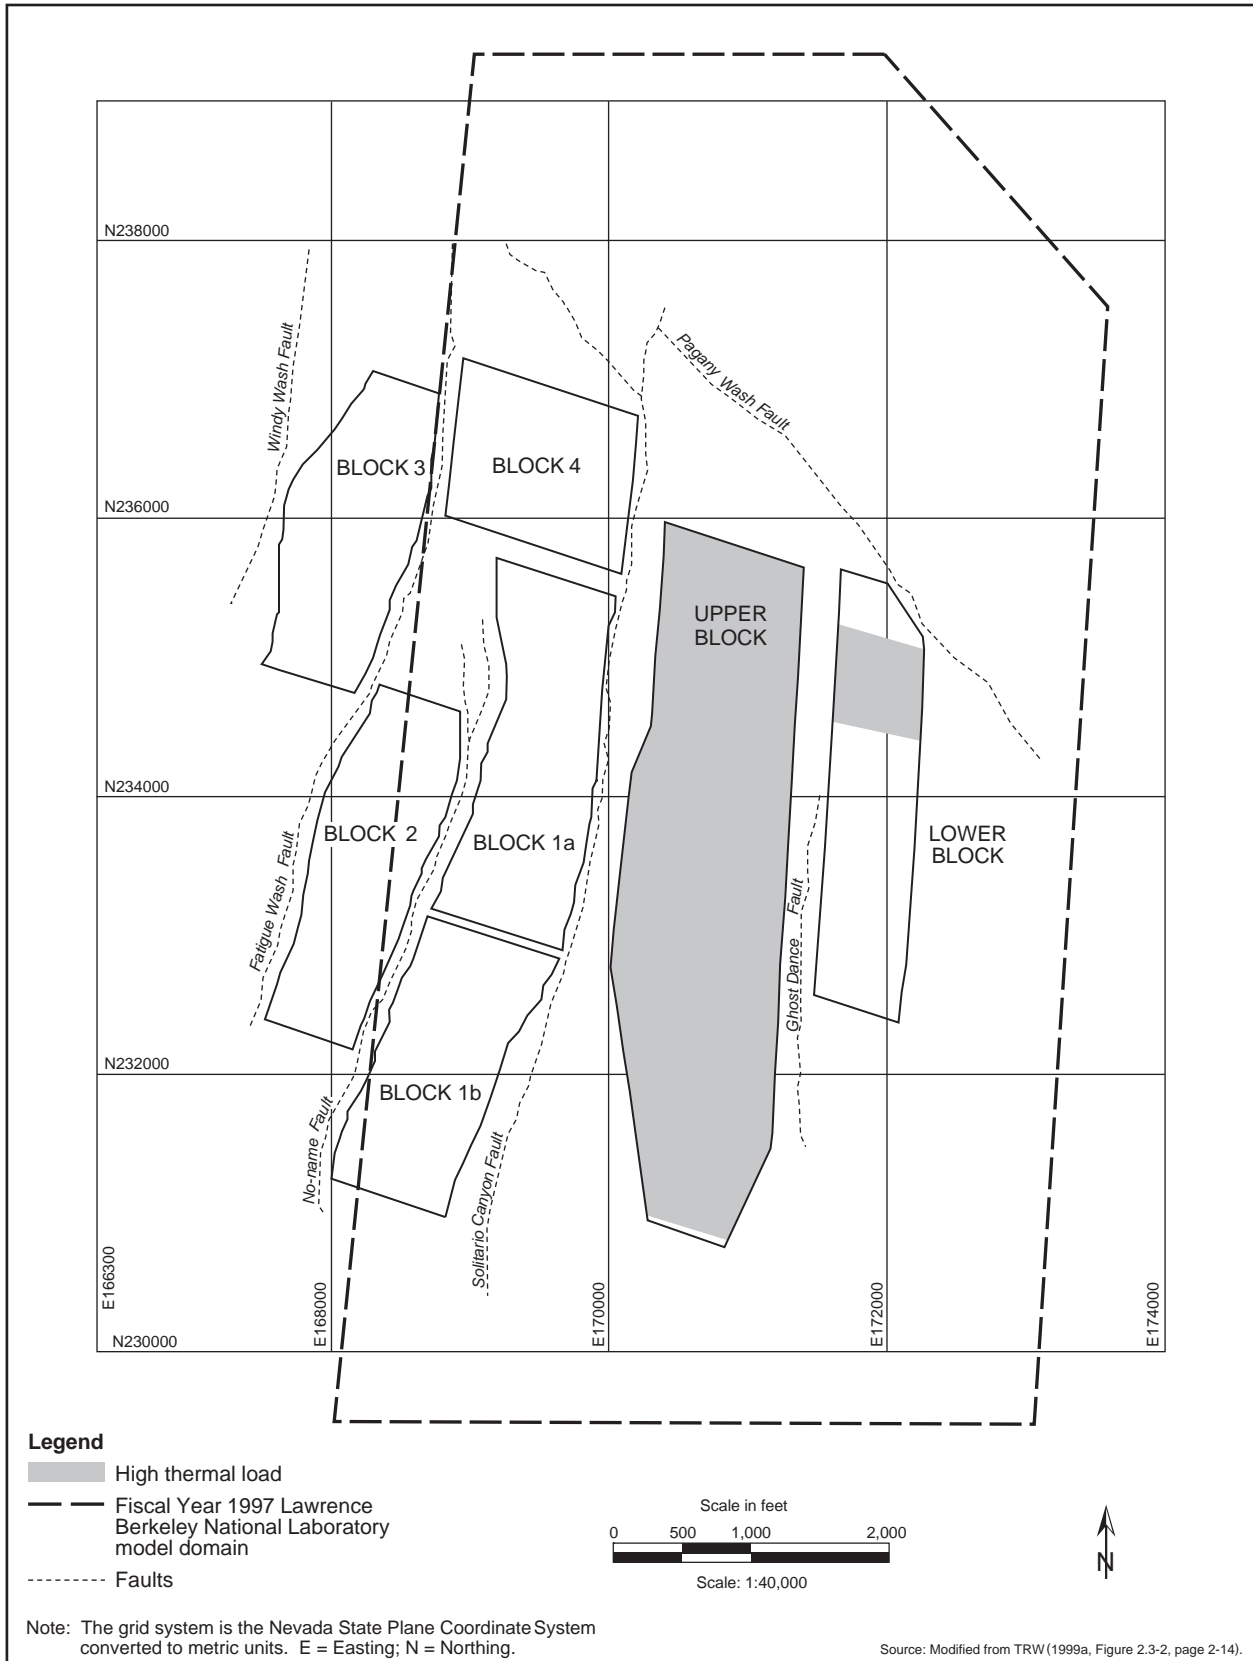 N238000
Windy Wash Fault
Pagany Wash Fault
BLOCK 3
BLOCK 4
N236000
UPPER
BLOCK
N234000
BLOCK 2
BLOCK 1a
LOWER
BLOCK
Fatigue Wash Fault
Ghost Dance Fault
N232000
BLOCK 1b
No-name Fault
Solitario Canyon Fault
E166300
E168000
E170000
E172000
E174000
N230000
Legend
High thermal load
Fiscal Year 1997 Lawrence
Berkeley National Laboratory
model domain
Faults
Scale in feet
0 500 1,000 2,000
Scale: 1:40,000
N
Note: The grid system is the Nevada State Plane Coordinate System
converted to metric units. E = Easting; N = Northing.
Source: Modified from TRW (1999a, Figure 2.3-2, page 2-14).